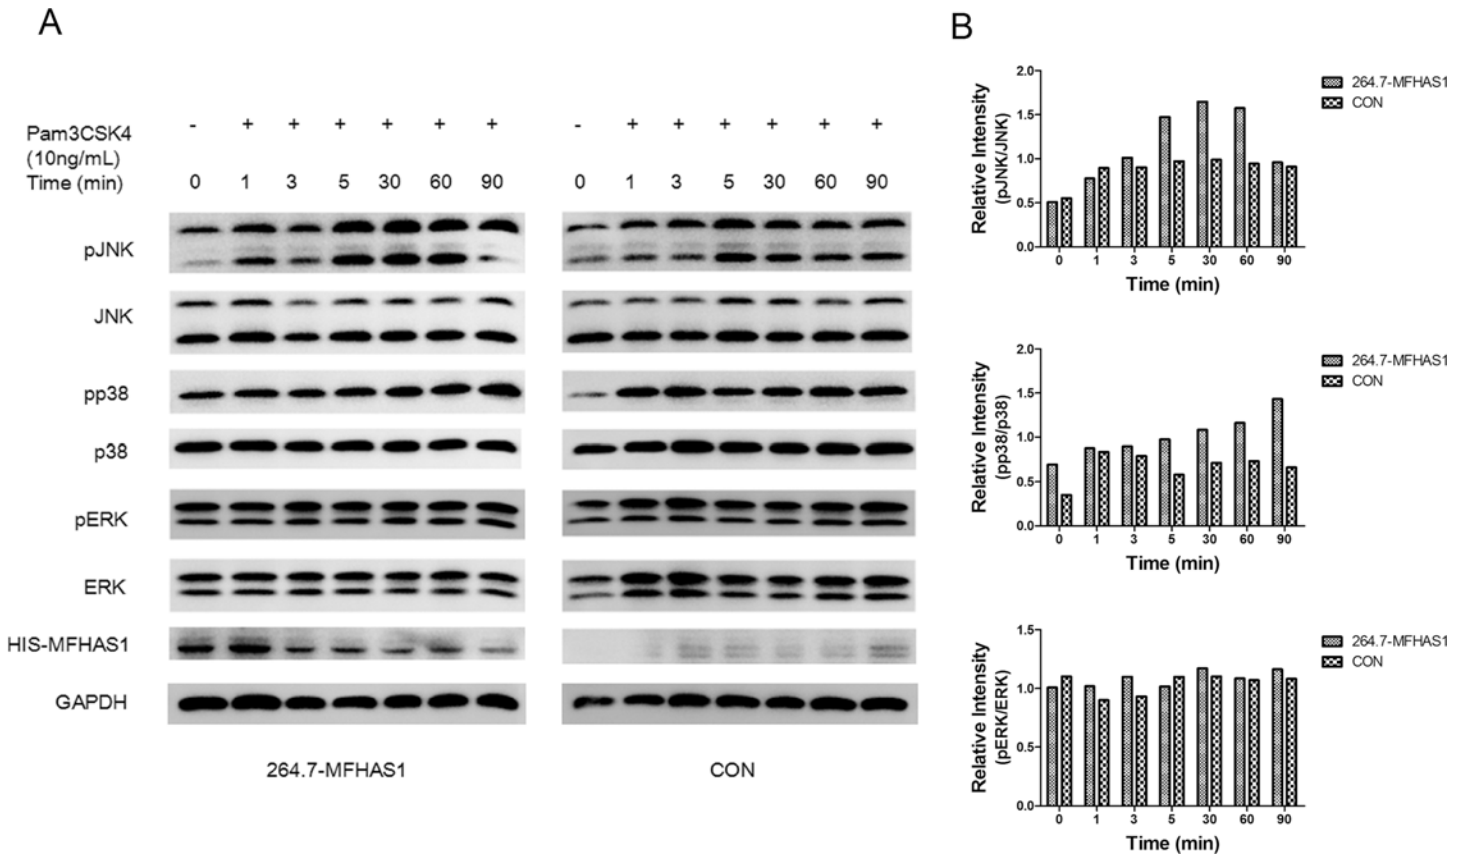 A
Pam3CSK4
(10ng/mL)
Time (min)
- + + + + + +
0 1 3 5 30 60 90
- + + + + + +
0 1 3 5 30 60 90
pJNK
JNK
pp38
p38
pERK
ERK
HIS-MFHAS1
GAPDH
264.7-MFHAS1
CON
B
Relative Intensity
(pJNK/JNK)
2.0
1.5
1.0
0.5
0.0
0 1 3 5 30 60 90
Time (min)
264.7-MFHAS1
CON
Relative Intensity
(pp38/p38)
2.0
1.5
1.0
0.5
0.0
0 1 3 5 30 60 90
Time (min)
264.7-MFHAS1
CON
Relative Intensity
(pERK/ERK)
1.5
1.0
0.5
0.0
0 1 3 5 30 60 90
Time (min)
264.7-MFHAS1
CON